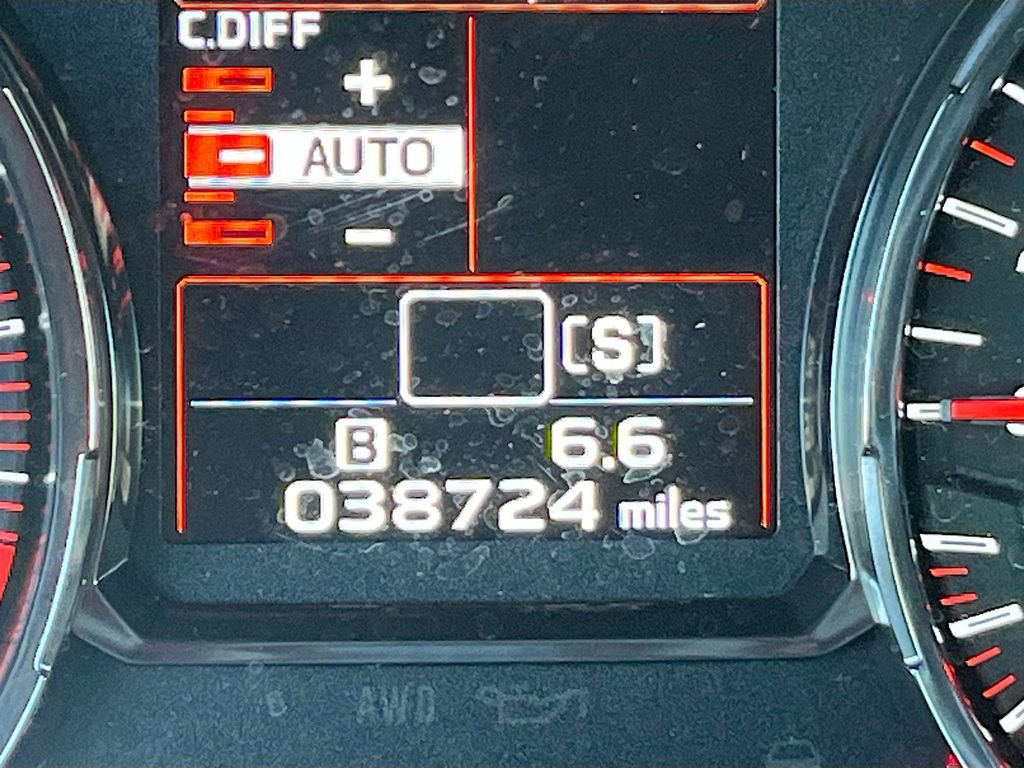 C.DIFF
+
AUTO
-
[S]
B 6.6
038724 miles
AWD